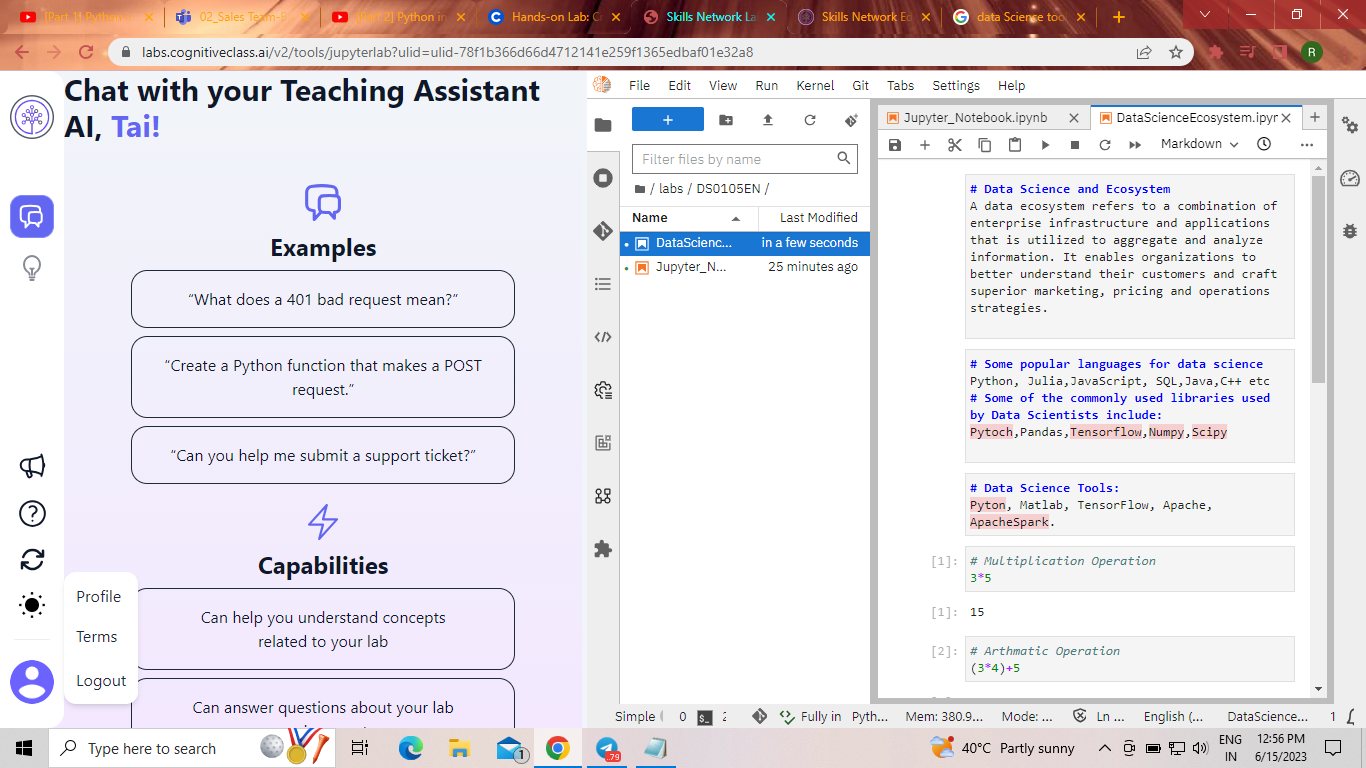 [Part 1] Python i
02_Sales Team-
[Part 2] Python in
Hands-on Lab: C
Skills Network La
Skills Network Ed
data Science too
labs.cognitiveclass.ai/v2/tools/jupyterlab?ulid=ulid-78f1b366d66d4712141e259f1365edbaf01e32a8
R
Chat with your Teaching Assistant
AI, Tai!
Examples
“What does a 401 bad request mean?”
“Create a Python function that makes a POST
request.”
“Can you help me submit a support ticket?”
Capabilities
Can help you understand concepts
related to your lab
Can answer questions about your lab
Profile
Terms
Logout
File Edit View Run Kernel Git Tabs Settings Help
Filter files by name
/ labs / DS0105EN /
Name Last Modified
DataScienc... in a few seconds
Jupyter_N... 25 minutes ago
Jupyter_Notebook.ipynb
DataScienceEcosystem.ipyr
Markdown
# Data Science and Ecosystem
A data ecosystem refers to a combination of
enterprise infrastructure and applications
that is utilized to aggregate and analyze
information. It enables organizations to
better understand their customers and craft
superior marketing, pricing and operations
strategies.
# Some popular languages for data science
Python, Julia,JavaScript, SQL,Java,C++ etc
# Some of the commonly used libraries used
by Data Scientists include:
Pytoch,Pandas,Tensorflow,Numpy,Scipy
# Data Science Tools:
Pyton, Matlab, TensorFlow, Apache,
ApacheSpark.
[1]: # Multiplication Operation
3*5
[1]: 15
[2]: # Arthmatic Operation
(3*4)+5
Simple 0 2 Fully in Pyth... Mem: 380.9... Mode: ... Ln ... English (... DataScience... 1
Type here to search
1
.79
40°C Partly sunny
ENG
IN
12:56 PM
6/15/2023